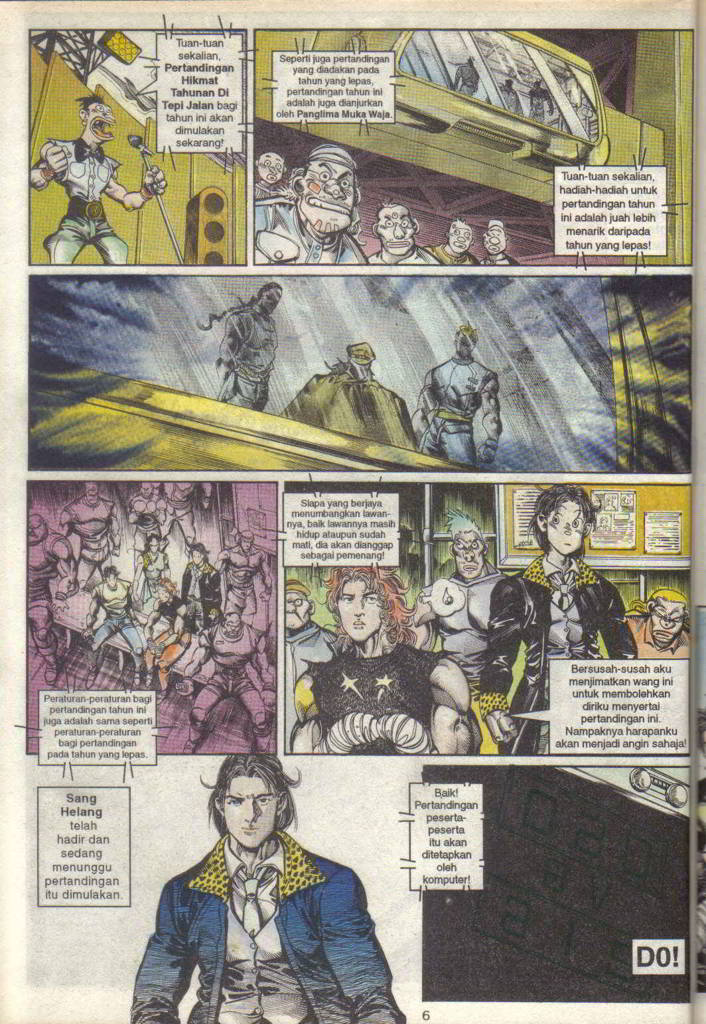 Tuan-tuan
sekalian,
Pertandingan
Hikmat
Tahunan Di
Tepi Jalan bagi
tahun ini akan
dimulakan
sekarang!
Seperti juga pertandingan
yang diadakan pada
tahun yang lepas,
pertandingan tahun ini
adalah juga dianjurkan
oleh Panglima Muka Waja.
Tuan-tuan sekalian,
hadiah-hadiah untuk
pertandingan tahun
ini adalah juah lebih
menarik daripada
tahun yang lepas!
Peraturan-peraturan bagi
pertandingan tahun ini
juga adalah sama seperti
peraturan-peraturan
bagi pertandingan
pada tahun yang lepas.
Siapa yang berjaya
menumbangkan lawan-
nya, baik lawannya masih
hidup ataupun sudah
mati, dia akan dianggap
sebagai pemenang!
Bersusah-susah aku
menjimatkan wang ini
untuk membolehkan
diriku menyertai
pertandingan ini.
Nampaknya harapanku
akan menjadi angin sahaja!
Sang
Helang
telah
hadir dan
sedang
menunggu
pertandingan
itu dimulakan.
Baik!
Pertandingan
peserta-
peserta
itu akan
ditetapkan
oleh
komputer!
DO!
6